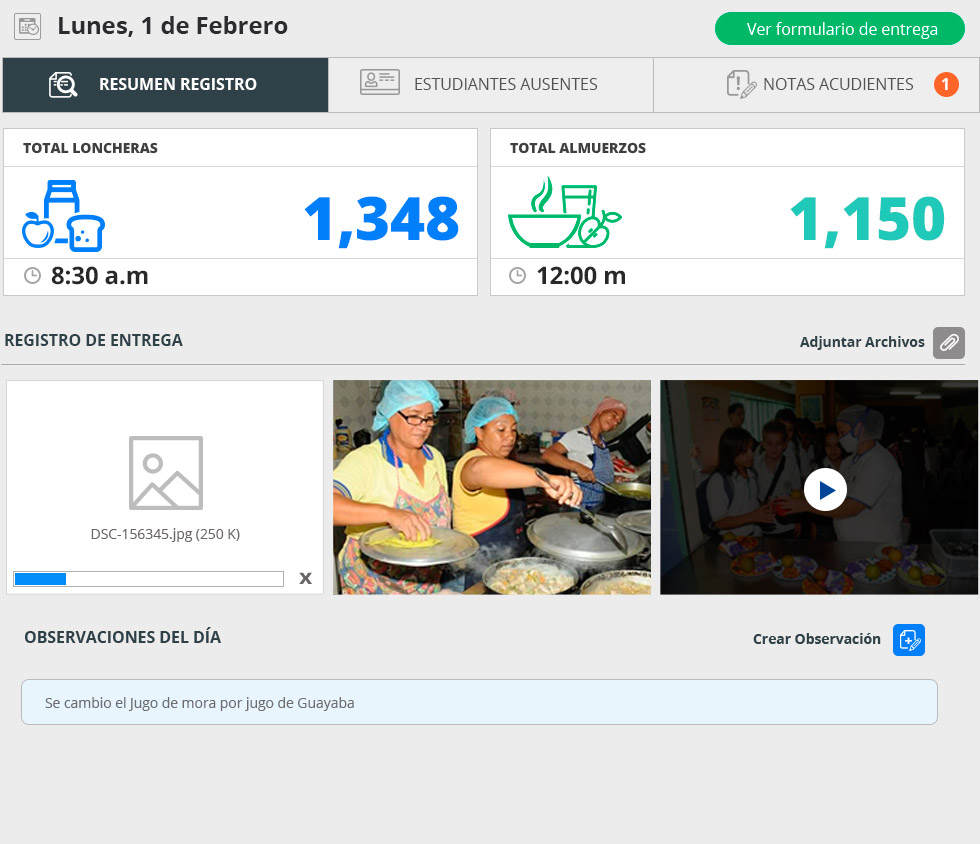 Lunes, 1 de Febrero
Ver formulario de entrega
RESUMEN REGISTRO
ESTUDIANTES AUSENTES
NOTAS ACUDIENTES
1
TOTAL LONCHERAS
1,348
8:30 a.m
TOTAL ALMUERZOS
1,150
12:00 m
REGISTRO DE ENTREGA
Adjuntar Archivos
DSC-156345.jpg (250 K)
X
OBSERVACIONES DEL DÍA
Crear Observación
Se cambio el Jugo de mora por jugo de Guayaba